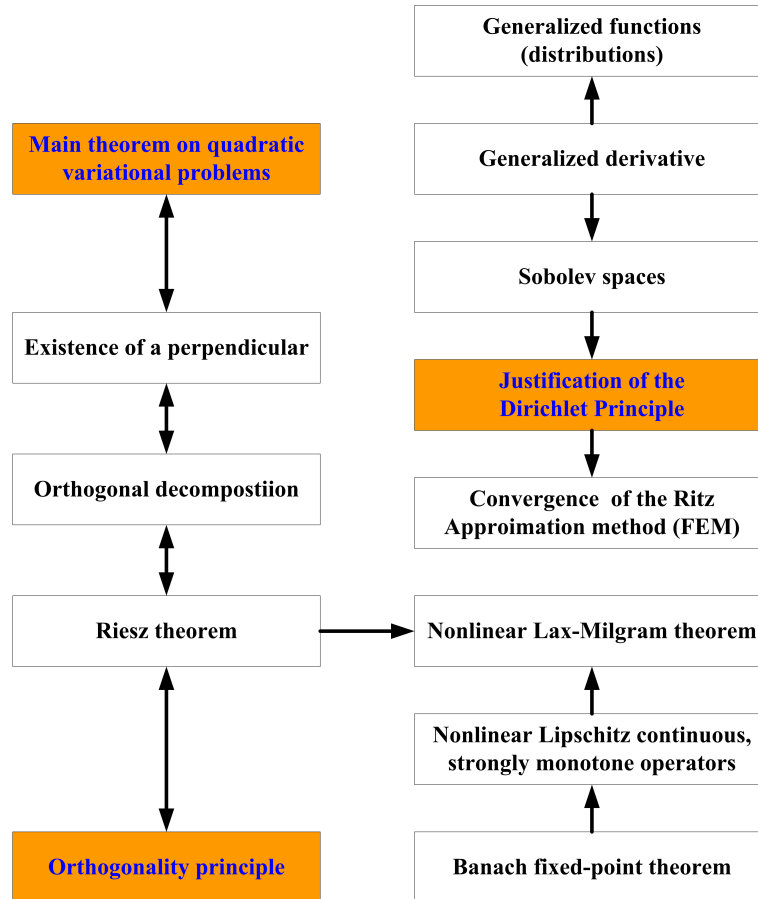 Generalized functions
(distributions)
Main theorem on quadratic
variational problems
Generalized derivative
Sobolev spaces
Existence of a perpendicular
Justification of the
Dirichlet Principle
Orthogonal decompostiion
Convergence of the Ritz
Approimation method (FEM)
Riesz theorem
Nonlinear Lax-Milgram theorem
Nonlinear Lipschitz continuous,
strongly monotone operators
Orthogonality principle
Banach fixed-point theorem